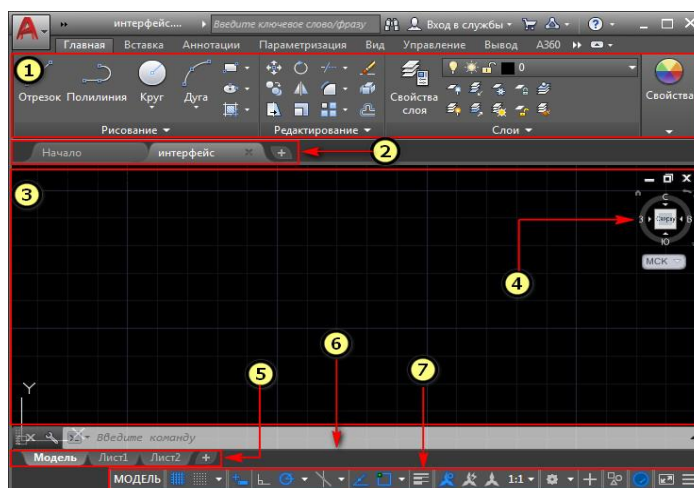 интерфейс.... Введите ключевое слово/фразу Вход в службы
Главная Вставка Аннотации Параметризация Вид Управление Вывод A360
1
0
Отрезок Полилиния Круг Дуга Свойства слоя Свойства
Рисование Редактирование Слои
Начало интерфейс 2
3
С
З Сверху В
Ю
МСК
4
6
5 7
Y
X Введите команду
Модель Лист1 Лист2
МОДЕЛЬ 1:1